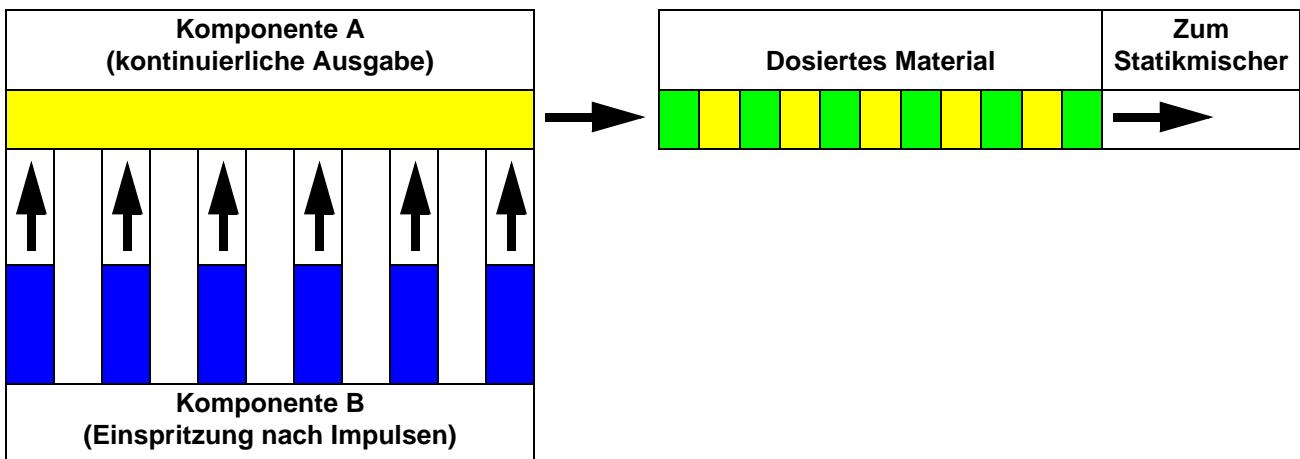 Komponente A
(kontinuierliche Ausgabe)
Dosiertes Material
Zum
Statikmischer
Komponente B
(Einspritzung nach Impulsen)